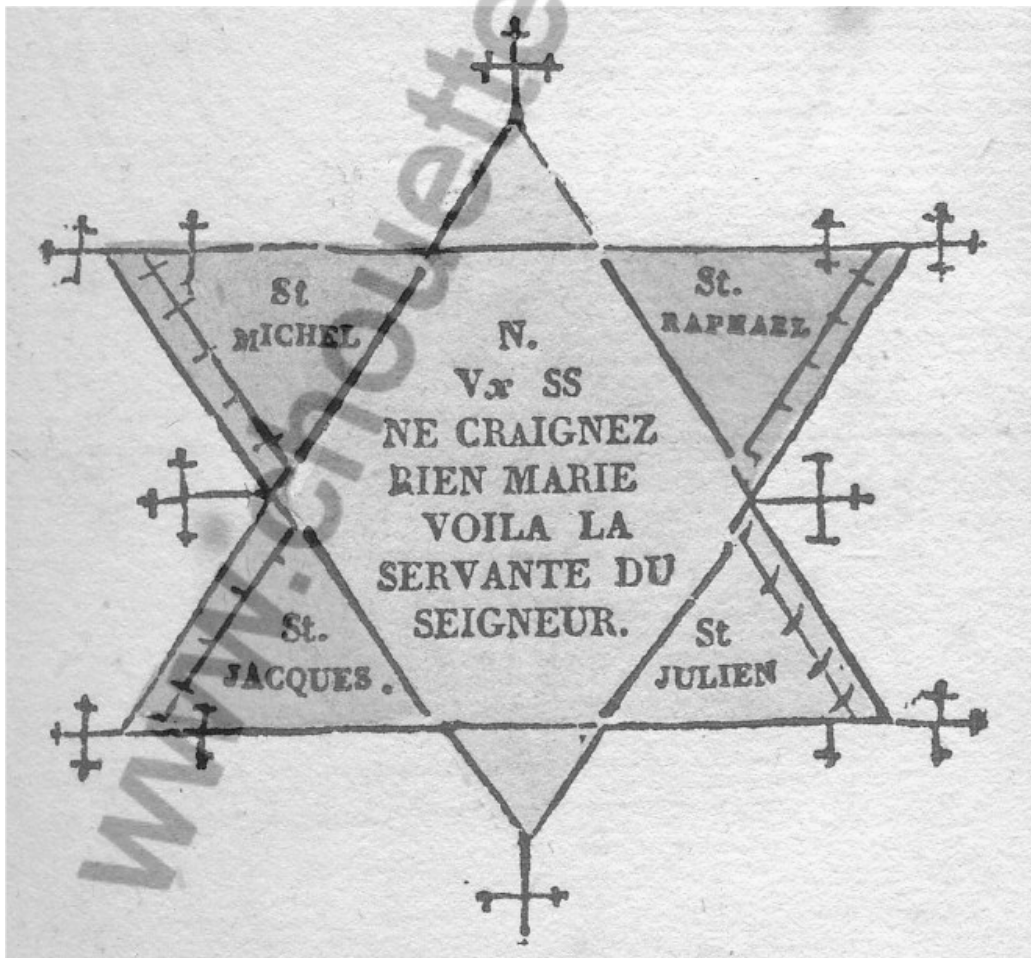 St
MICHEL
St.
RAPHAEL
N.
Vx SS
NE CRAIGNEZ
RIEN MARIE
VOILA LA
SERVANTE DU
SEIGNEUR.
St.
JACQUES.
St
JULIEN
www.chouette